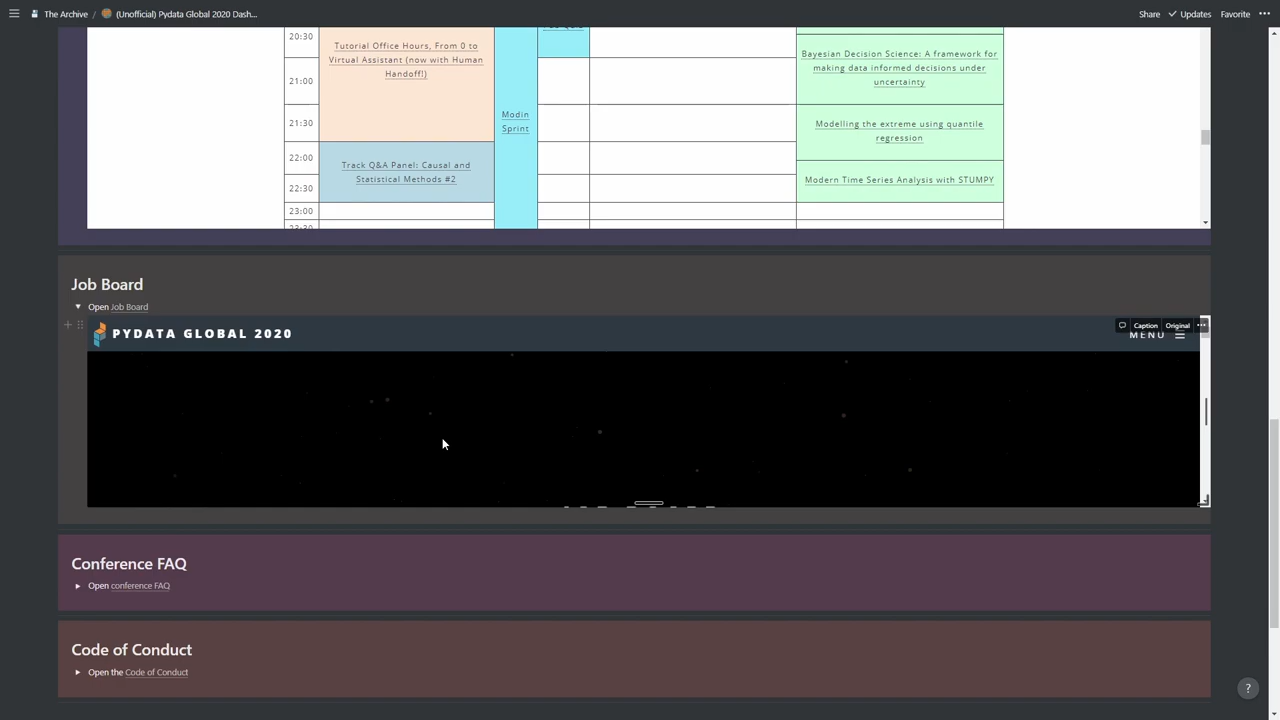 The Archive / (Unofficial) Pydata Global 2020 Dash...
Share
Updates
Favorite
20:30
21:00
21:30
22:00
22:30
23:00
Tutorial Office Hours, From 0 to
Virtual Assistant (now with Human
Handoff!)
Track Q&A Panel: Causal and
Statistical Methods #2
Modin
Sprint
Bayesian Decision Science: A framework for
making data informed decisions under
uncertainty
Modelling the extreme using quantile
regression
Modern Time Series Analysis with STUMPY
Job Board
Open Job Board
PYDATA GLOBAL 2020
Caption
Original
MENU
Conference FAQ
Open conference FAQ
Code of Conduct
Open the Code of Conduct
?